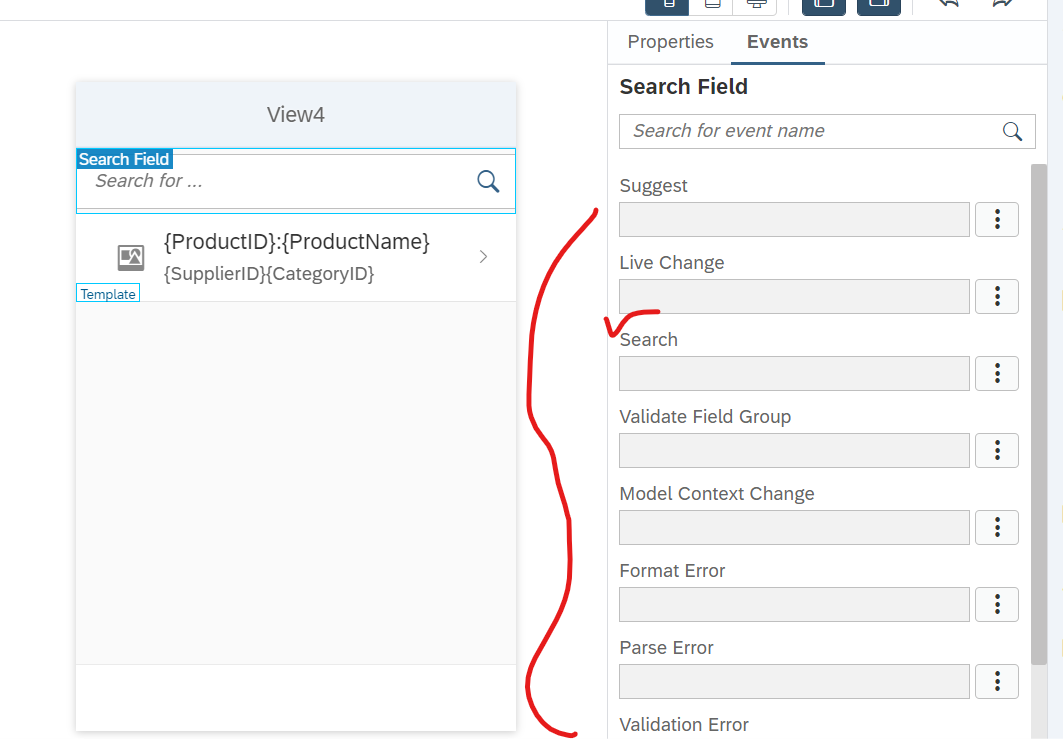 Properties Events
Search Field
Search for event name
View4
Search Field
Search for ...
Suggest
{ProductID}:{ProductName}
{SupplierID}{CategoryID}
Live Change
Template
Search
Validate Field Group
Model Context Change
Format Error
Parse Error
Validation Error